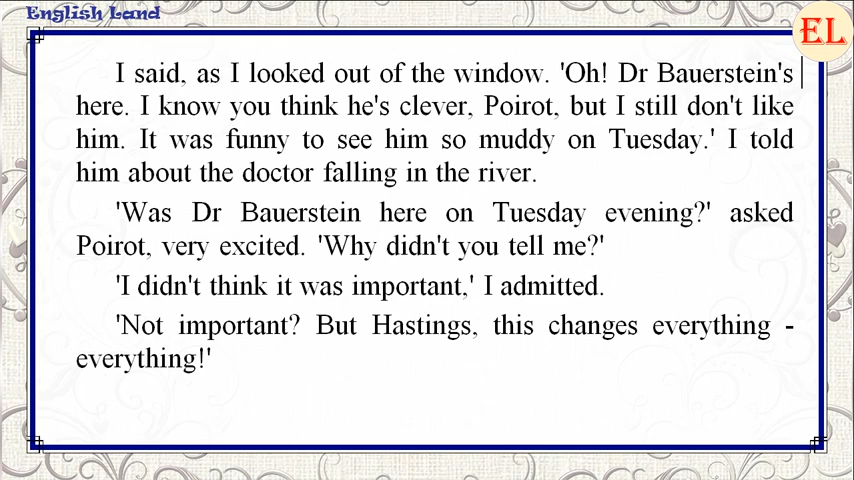 English Land
EL
I said, as I looked out of the window. 'Oh! Dr Bauerstein's
here. I know you think he's clever, Poirot, but I still don't like
him. It was funny to see him so muddy on Tuesday.' I told
him about the doctor falling in the river.
'Was Dr Bauerstein here on Tuesday evening?' asked
Poirot, very excited. 'Why didn't you tell me?'
'I didn't think it was important,' I admitted.
'Not important? But Hastings, this changes everything -
everything!'